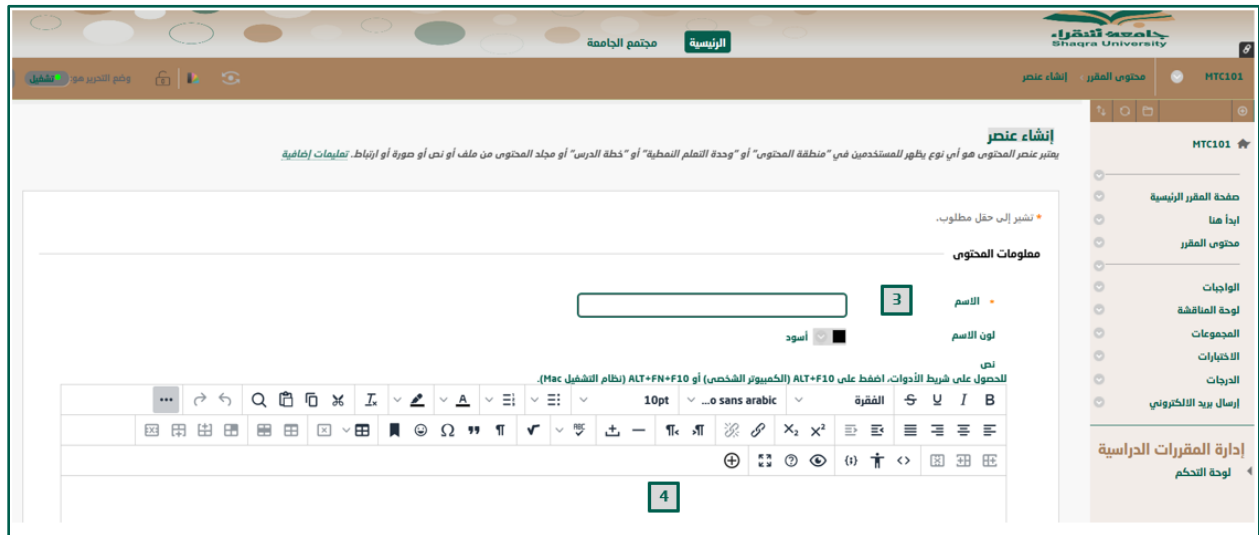 جامعة شقراء
Shaqra University
الرئيسية
مجتمع الجامعة
MTC101
محتوى المقرر
إنشاء عنصر
وضع التحرير هو:
تشغيل
MTC101
صفحة المقرر الرئيسية
ابدأ هنا
محتوى المقرر
الواجبات
لوحة المناقشة
المجموعات
الاختبارات
الدرجات
إرسال بريد الالكتروني
إدارة المقررات الدراسية
لوحة التحكم
إنشاء عنصر
يعتبر عنصر المحتوى هو أي نوع يظهر للمستخدمين في "منطقة المحتوى" أو "وحدة التعلم النمطية" أو "خطة الدرس" أو مجلد المحتوى من ملف أو نص أو صورة أو ارتباط. تعليمات إضافية
* تشير إلى حقل مطلوب.
معلومات المحتوى
* الاسم
3
لون الاسم
أسود
نص
للحصول على شريط الأدوات، اضغط على ALT+F10 (الكمبيوتر الشخصي) أو ALT+FN+F10 (نظام التشغيل Mac).
B I U S الفقرة ...o sans arabic 10pt
4